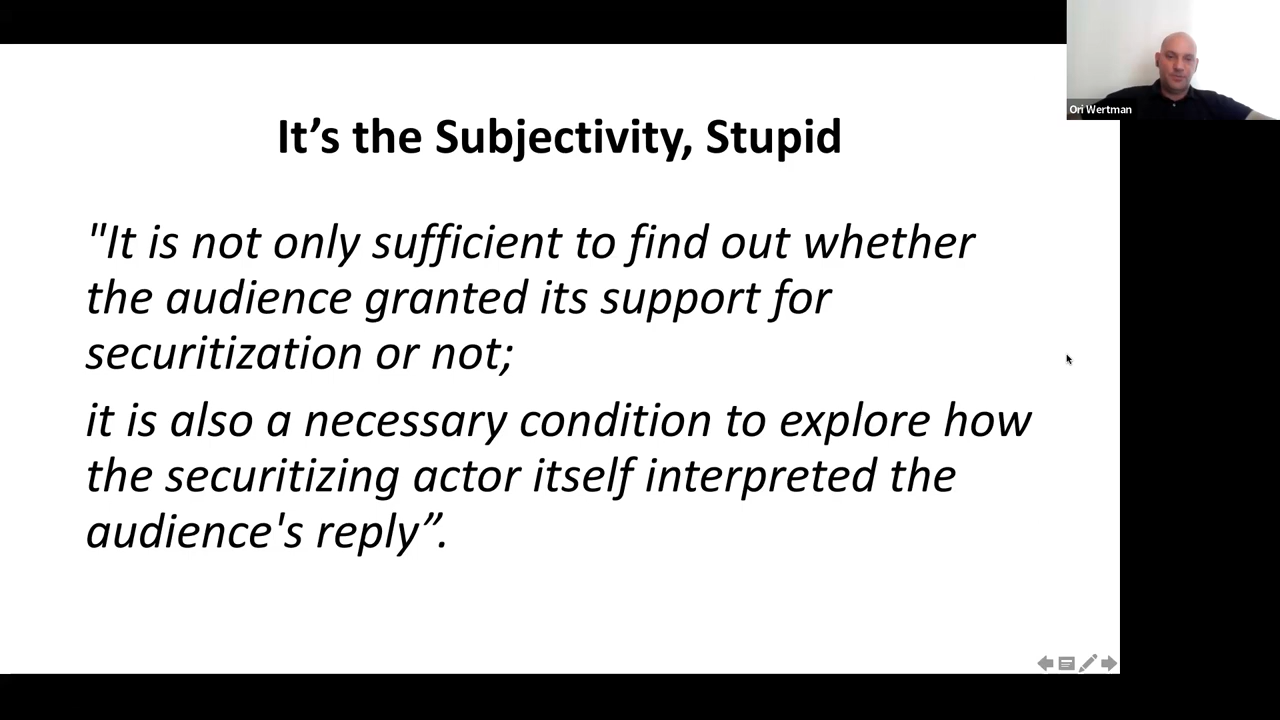 Ori Wertman
It’s the Subjectivity, Stupid
"It is not only sufficient to find out whether
the audience granted its support for
securitization or not;
it is also a necessary condition to explore how
the securitizing actor itself interpreted the
audience's reply”.